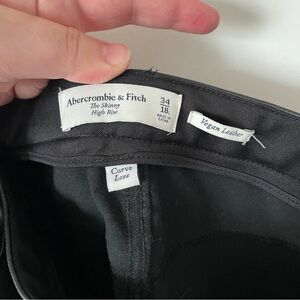 Abercrombie & Fitch
The Skinny
High Rise
34
18
MADE IN
CHINA
Vegan Leather
Curve
Love